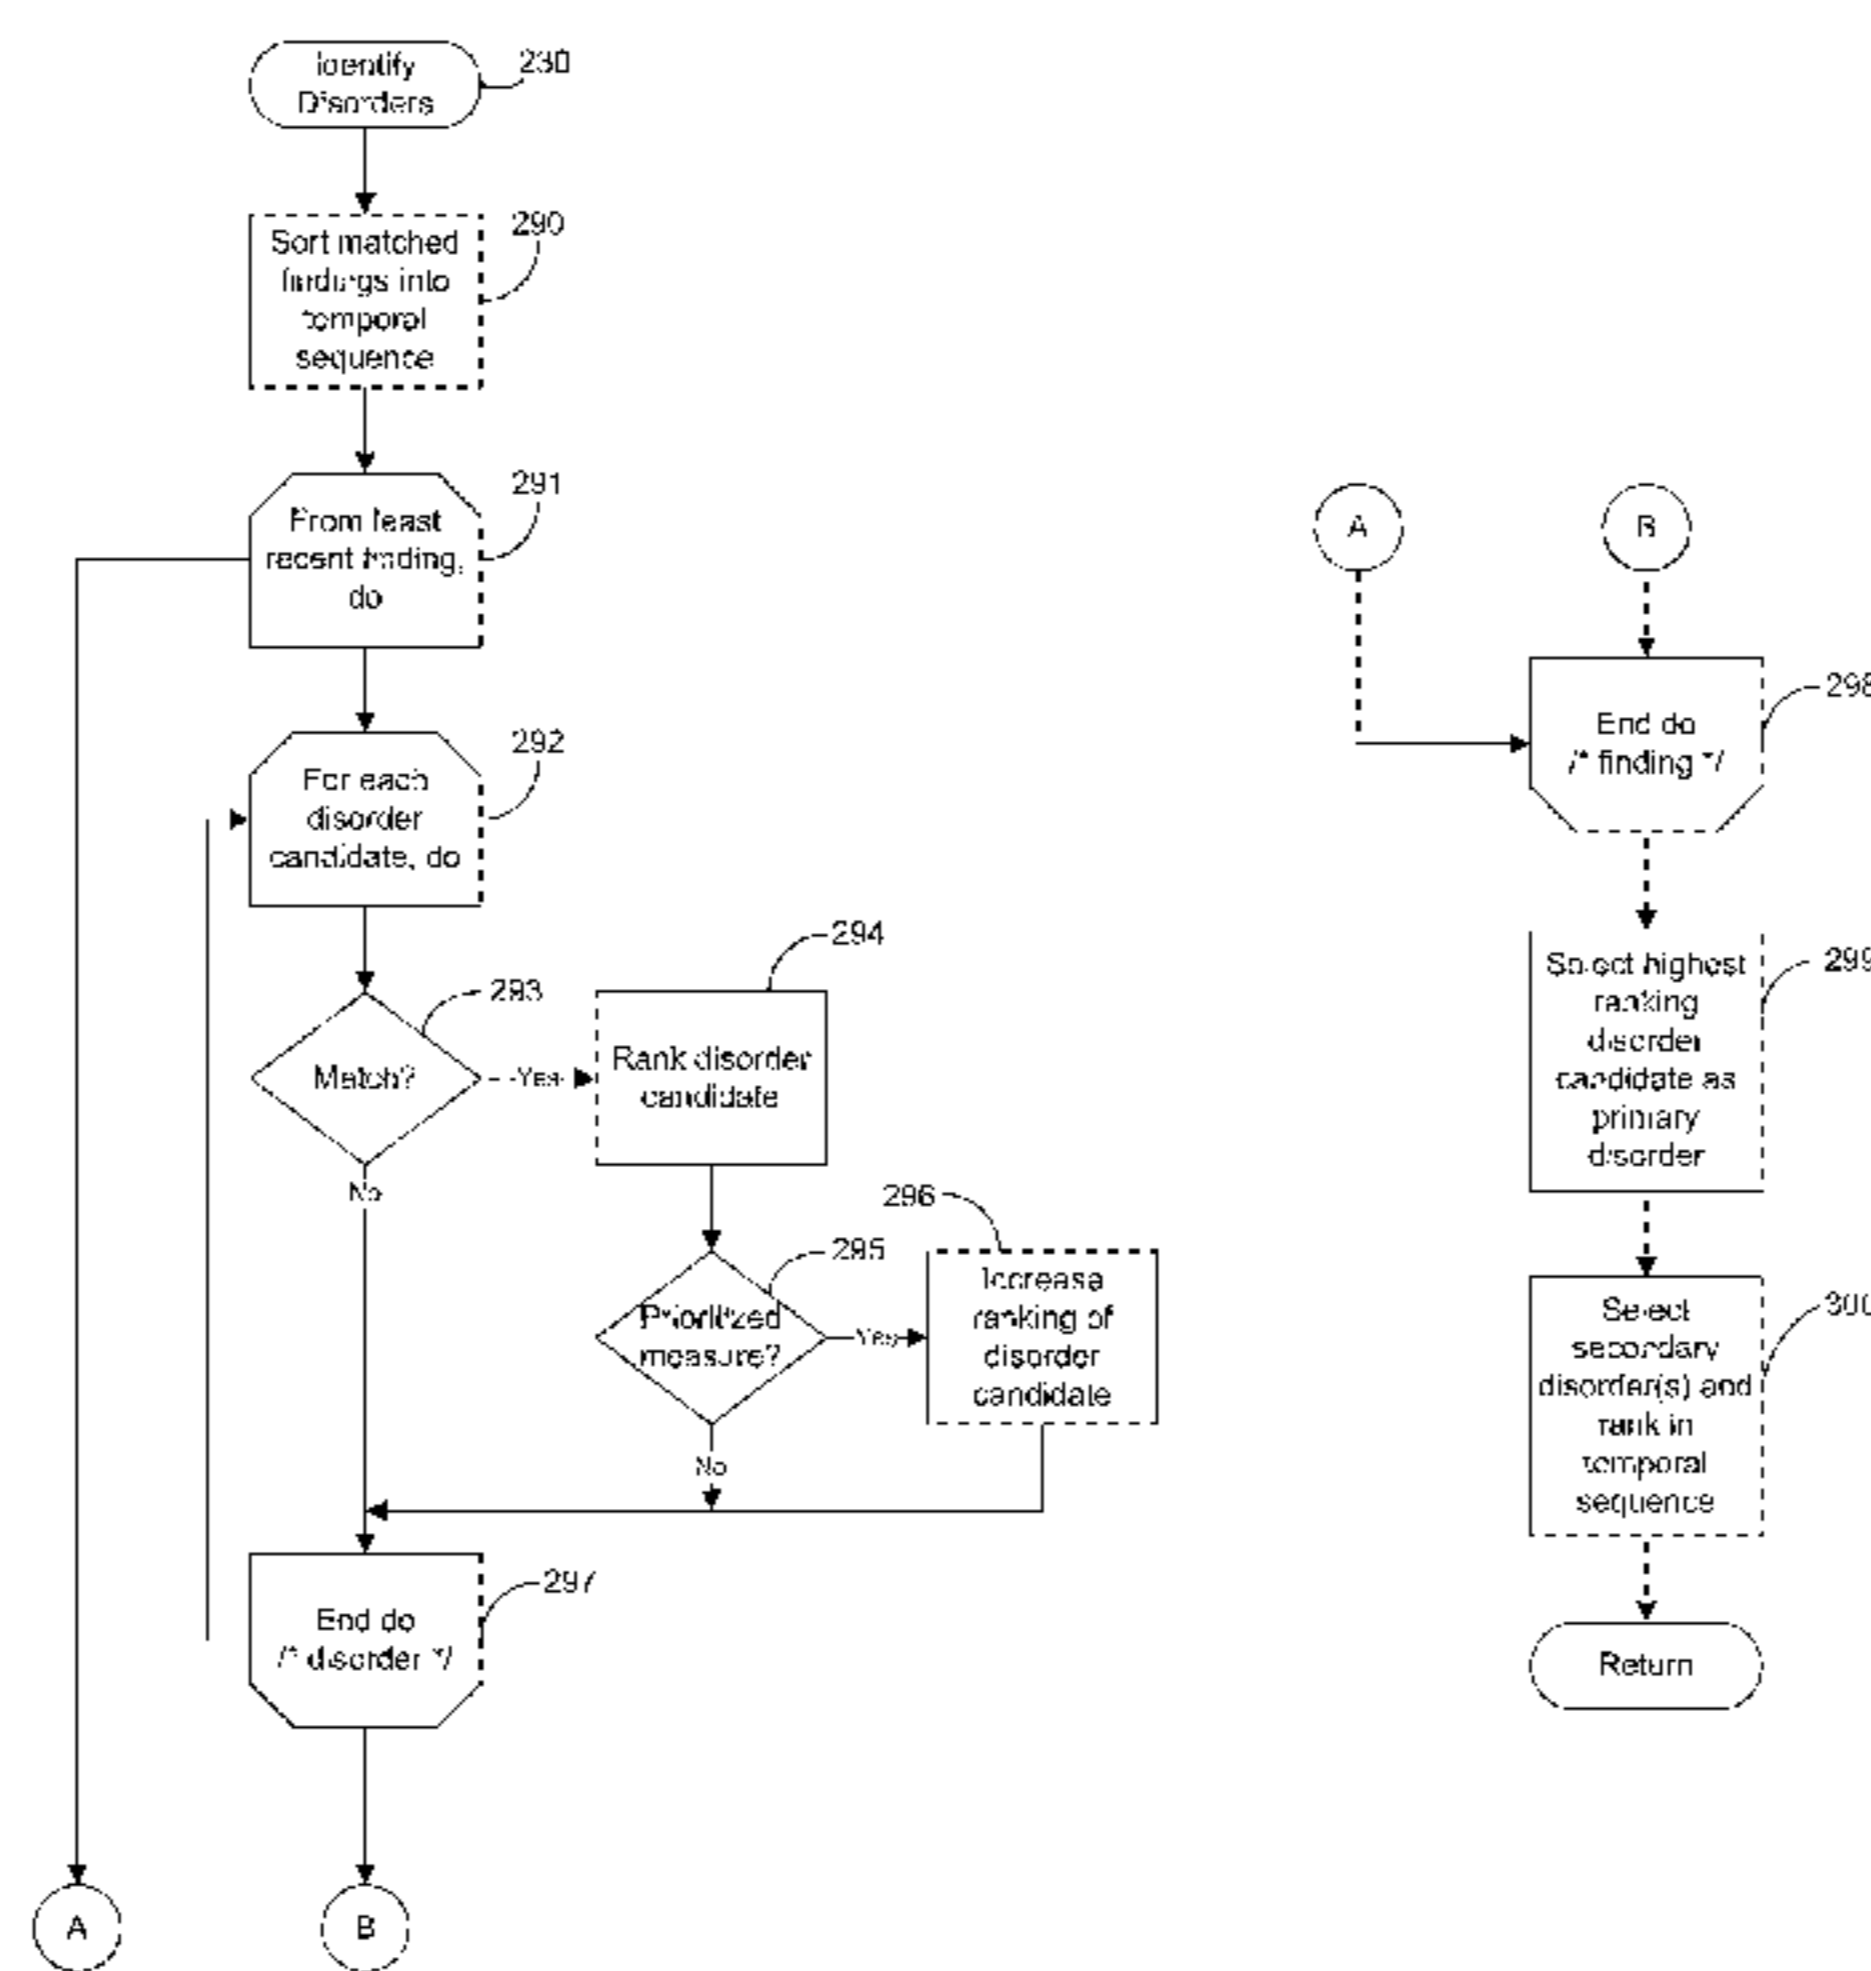 Identify
Disorders
230
Sort matched
findings into
temporal
sequence
290
From least
recent finding,
do
291
For each
disorder
candidate, do
292
Match?
293
Yes
No
Rank disorder
candidate
294
Prioritized
measure?
295
Yes
No
Increase
ranking of
disorder
candidate
296
End do
/* disorder */
297
A
B
A
B
End do
/* finding */
298
Select highest
ranking
disorder
candidate as
primary
disorder
299
Select
secondary
disorder(s) and
rank in
temporal
sequence
300
Return